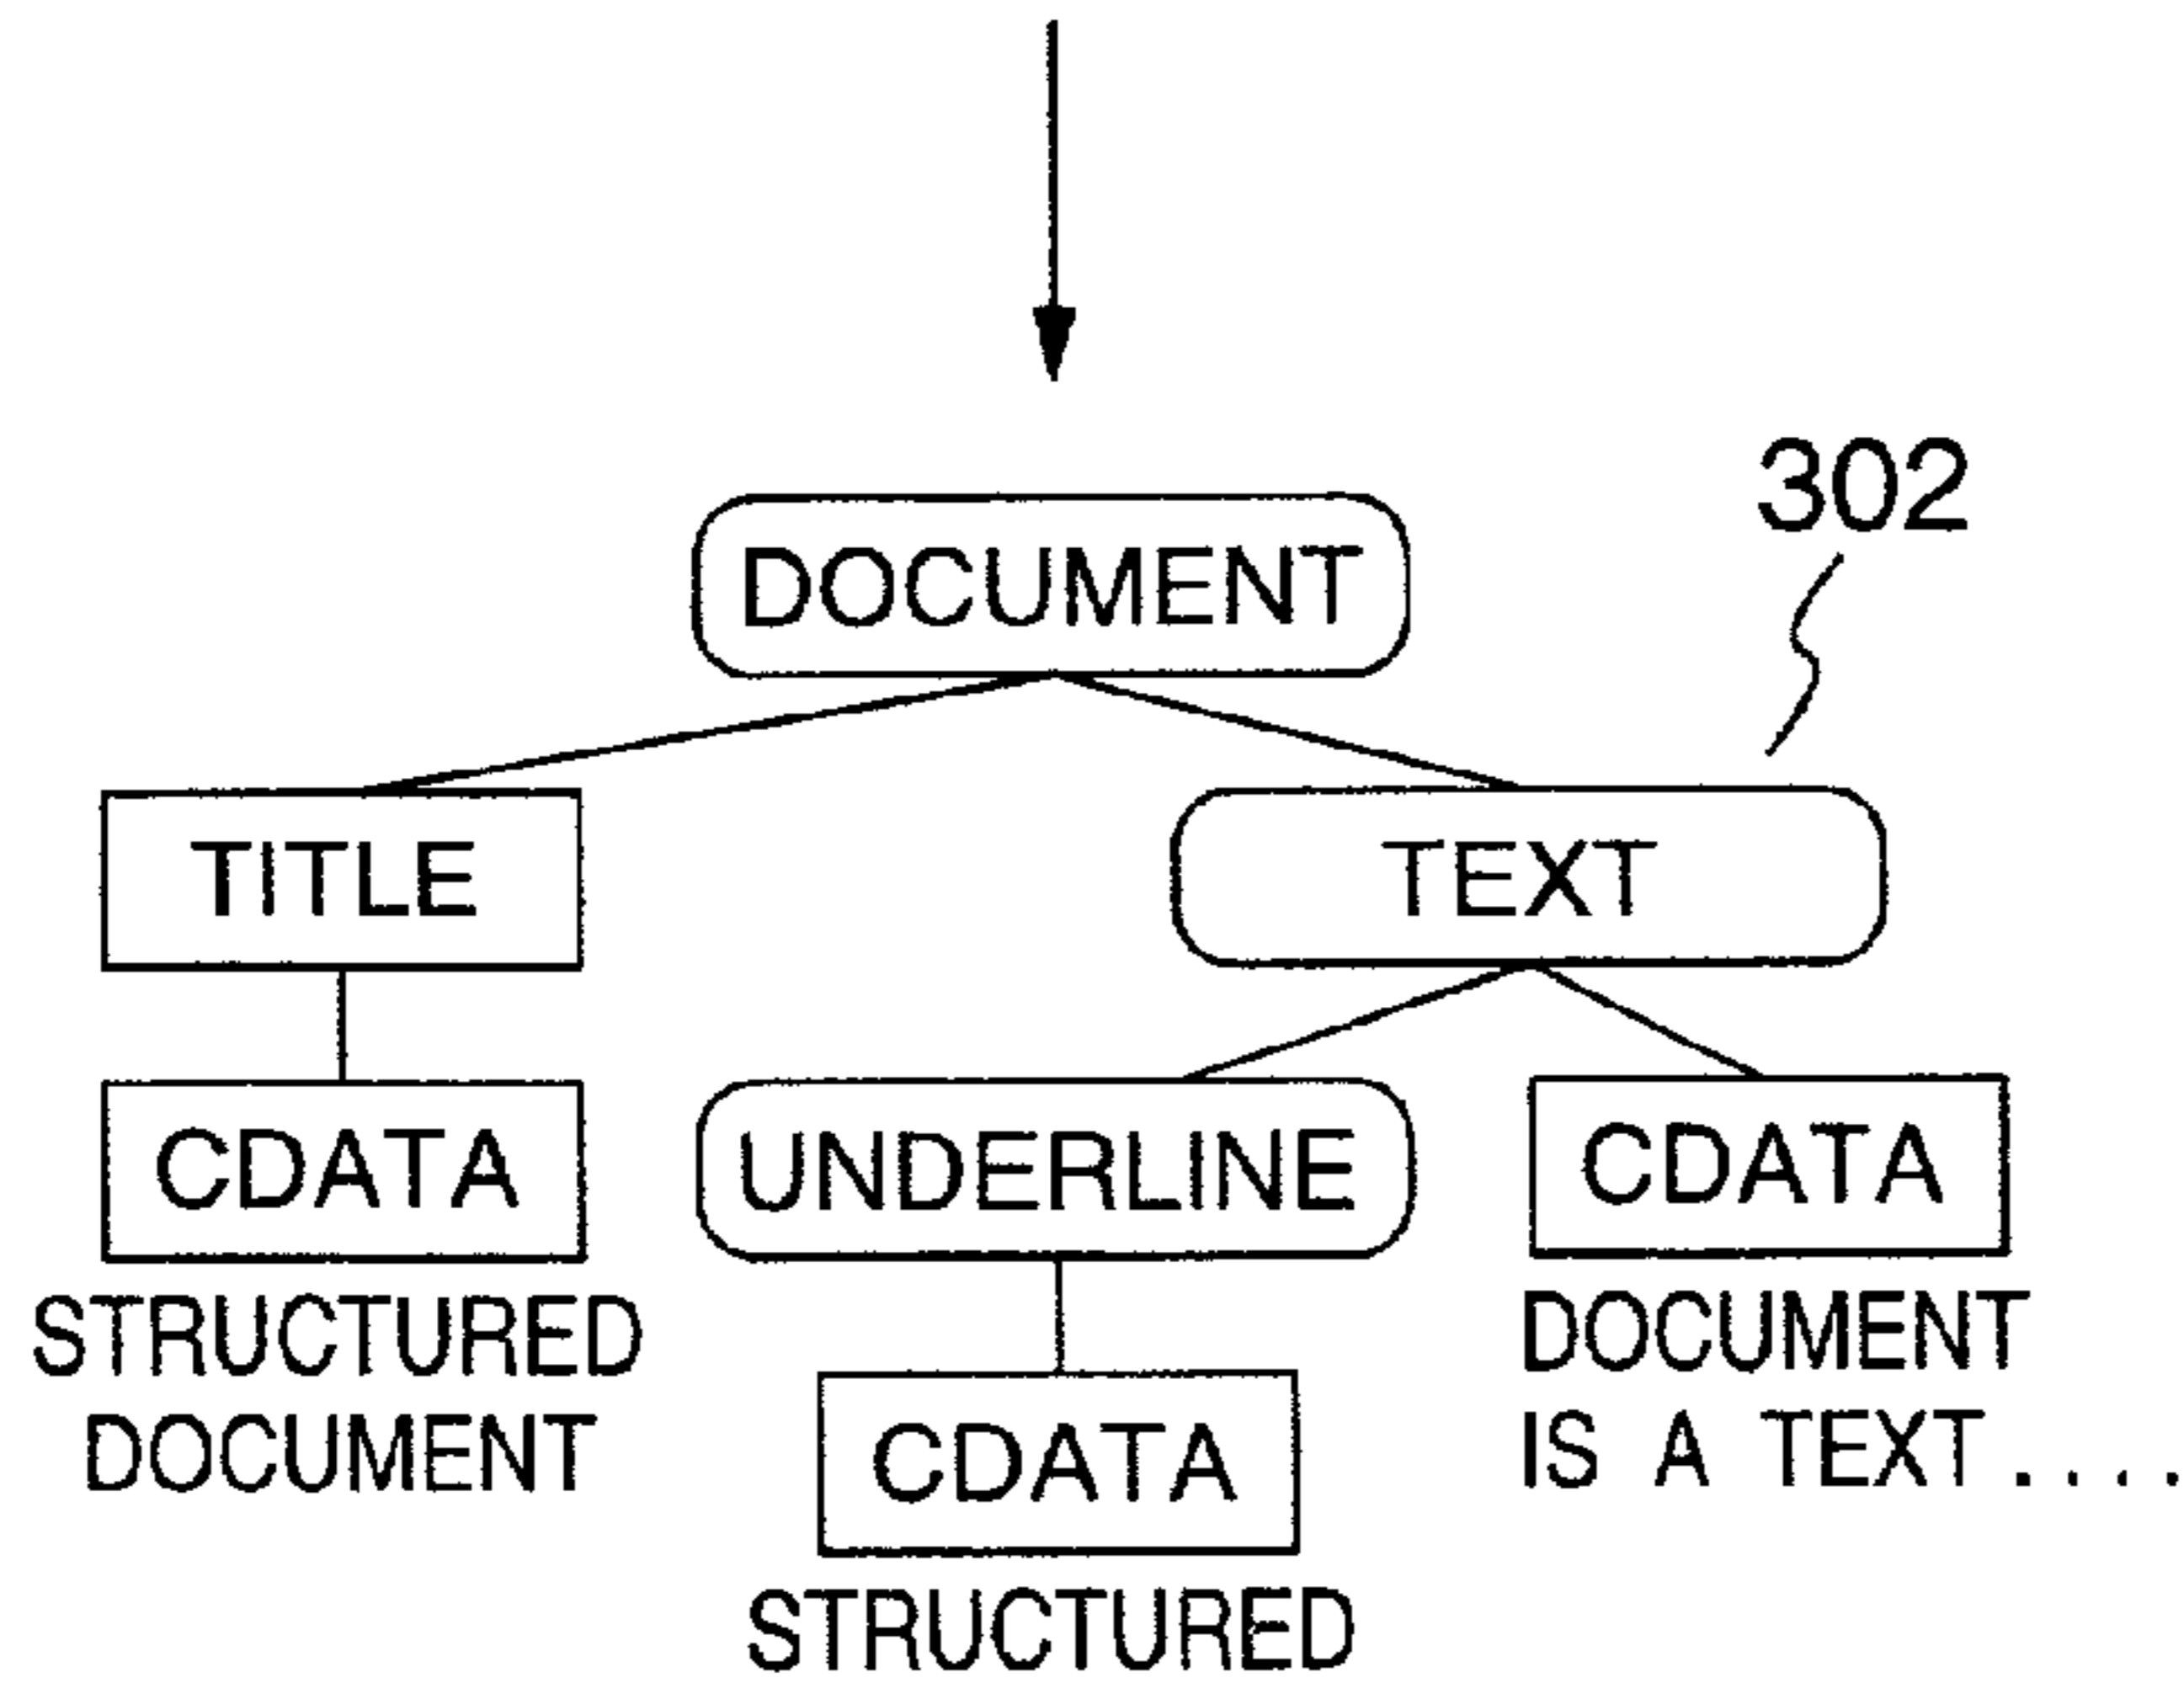 302
DOCUMENT
TITLE
TEXT
CDATA
UNDERLINE
CDATA
STRUCTURED
DOCUMENT
DOCUMENT
IS A TEXT....
CDATA
STRUCTURED